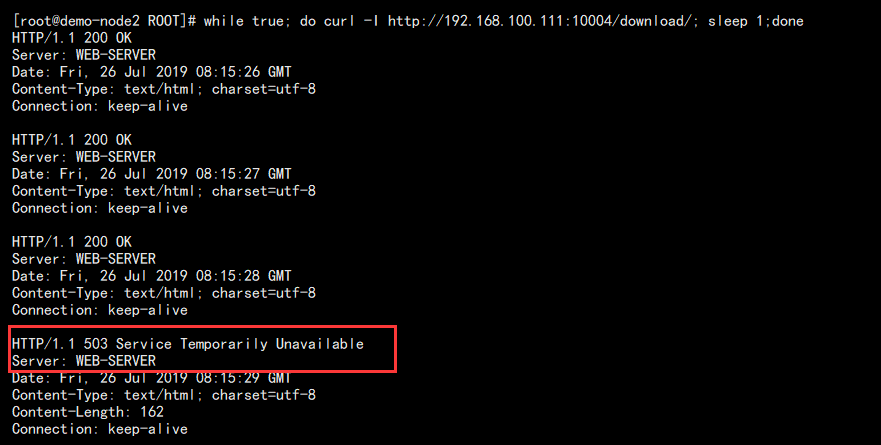 [root@demo-node2 ROOT]# while true; do curl -I http://192.168.100.111:10004/download/; sleep 1;done
HTTP/1.1 200 OK
Server: WEB-SERVER
Date: Fri, 26 Jul 2019 08:15:26 GMT
Content-Type: text/html; charset=utf-8
Connection: keep-alive
HTTP/1.1 200 OK
Server: WEB-SERVER
Date: Fri, 26 Jul 2019 08:15:27 GMT
Content-Type: text/html; charset=utf-8
Connection: keep-alive
HTTP/1.1 200 OK
Server: WEB-SERVER
Date: Fri, 26 Jul 2019 08:15:28 GMT
Content-Type: text/html; charset=utf-8
Connection: keep-alive
HTTP/1.1 503 Service Temporarily Unavailable
Server: WEB-SERVER
Date: Fri, 26 Jul 2019 08:15:29 GMT
Content-Type: text/html; charset=utf-8
Content-Length: 162
Connection: keep-alive